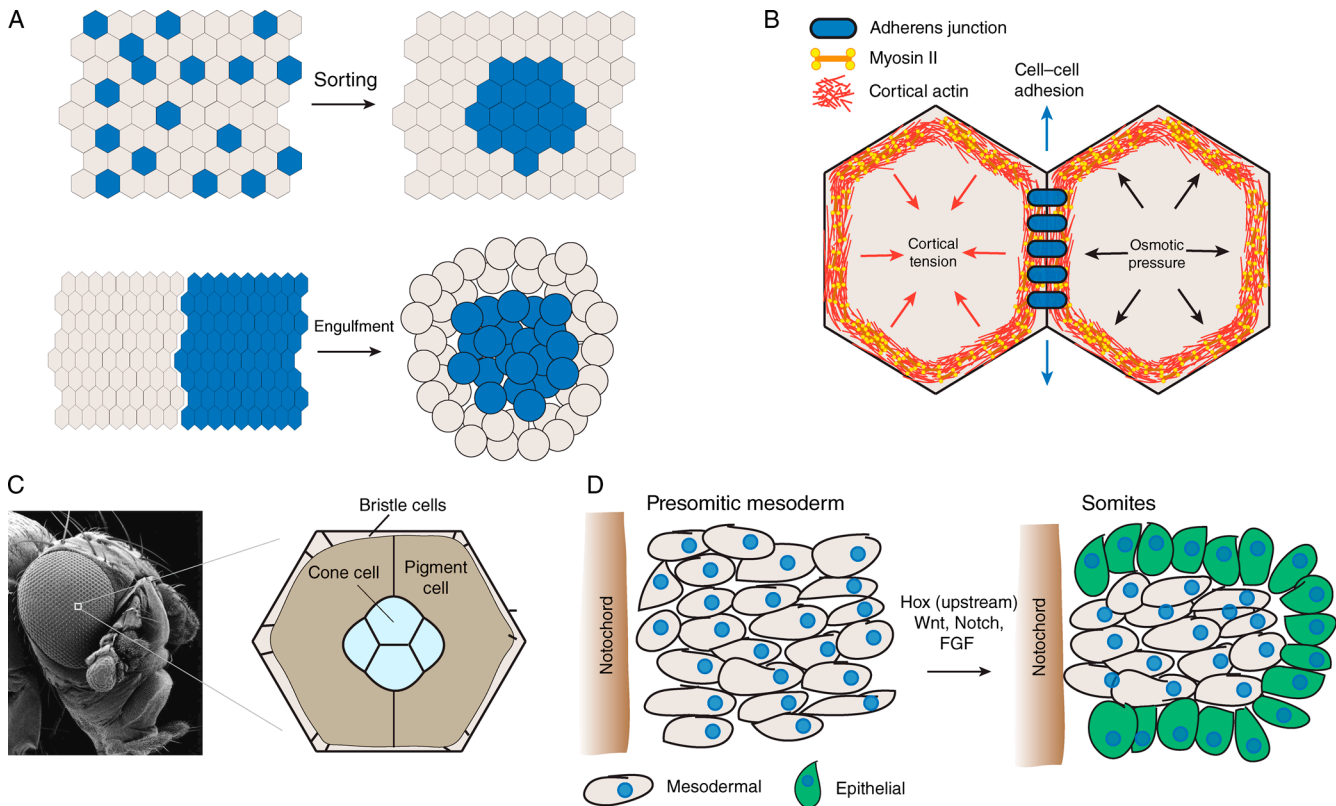 A
Sorting
Engulfment
B
Adherens junction
Myosin II
Cortical actin
Cell–cell
adhesion
Cortical
tension
Osmotic
pressure
C
Bristle cells
Cone cell
Pigment
cell
D
Presomitic mesoderm
Notochord
Hox (upstream)
Wnt, Notch,
FGF
Somites
Notochord
Mesodermal
Epithelial